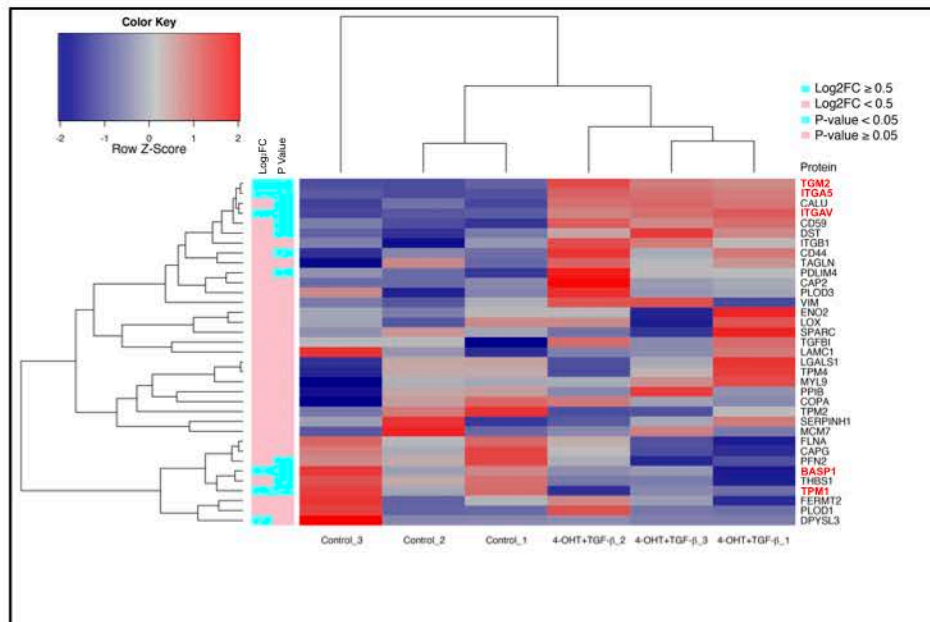 Color Key
-2 -1 0 1 2
Row Z-Score
Log2FC ≥ 0.5
Log2FC < 0.5
P-value < 0.05
P-value ≥ 0.05
Log₂FC
P Value
Protein
TGM2
ITGA5
CALU
ITGAV
CD59
DST
ITGB1
CD44
TAGLN
PDLIM4
CAP2
PLOD3
VIM
ENO2
LOX
SPARC
TGFBI
LAMC1
LGALS1
TPM4
MYL9
PPIB
COPA
TPM2
SERPINH1
MCM7
FLNA
CAPG
PFN2
BASP1
THBS1
TPM1
FERMT2
PLOD1
DPYSL3
Control_3 Control_2 Control_1 4-OHT+TGF-β_2 4-OHT+TGF-β_3 4-OHT+TGF-β_1